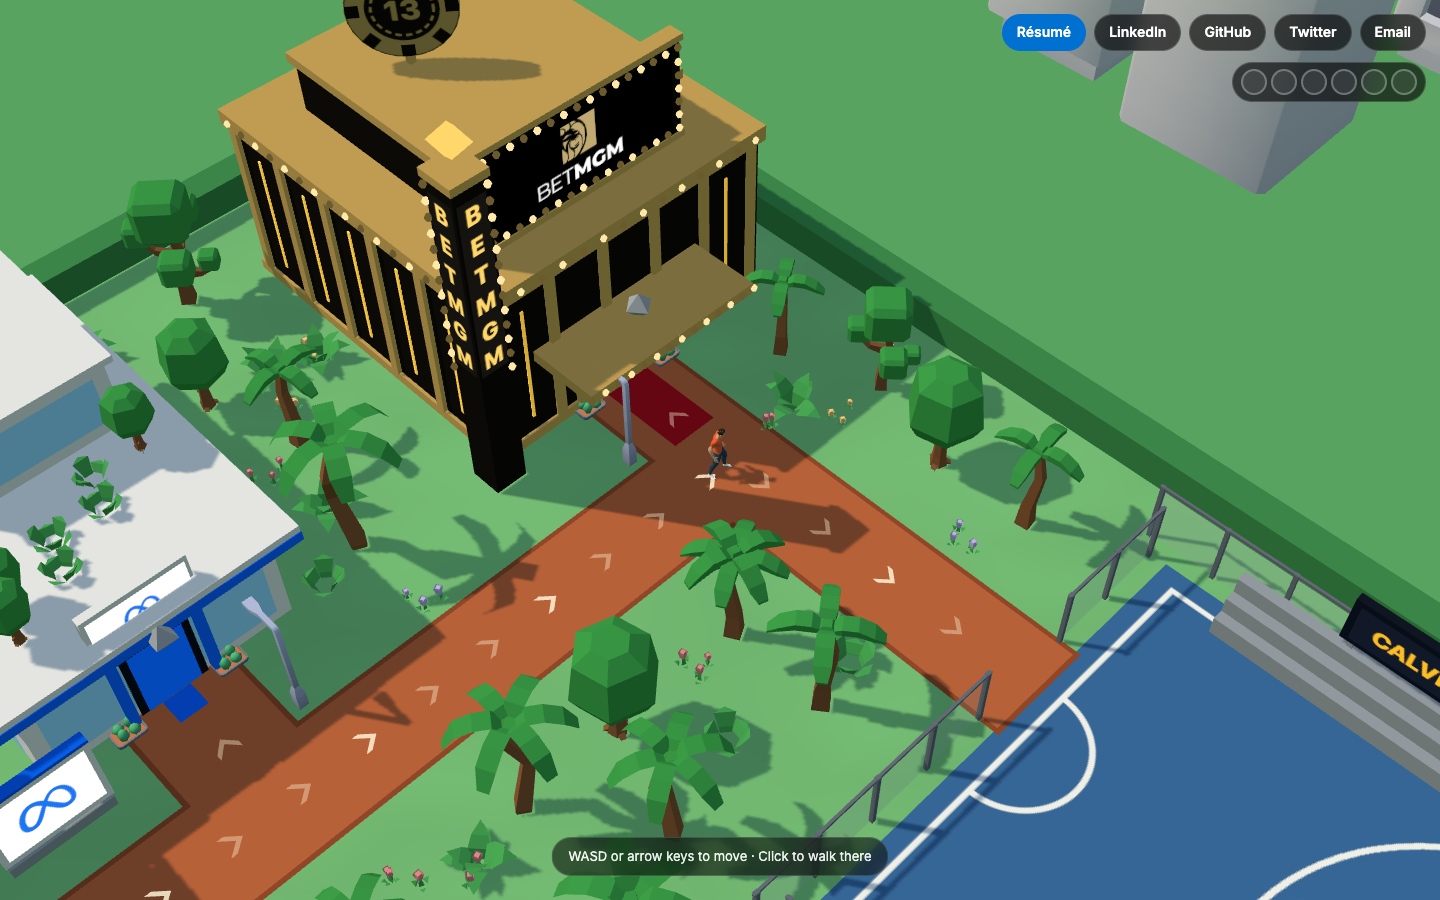 13
Résumé
LinkedIn
GitHub
Twitter
Email
BETMGM
BETMGM
BETMGM
CALV
WASD or arrow keys to move · Click to walk there